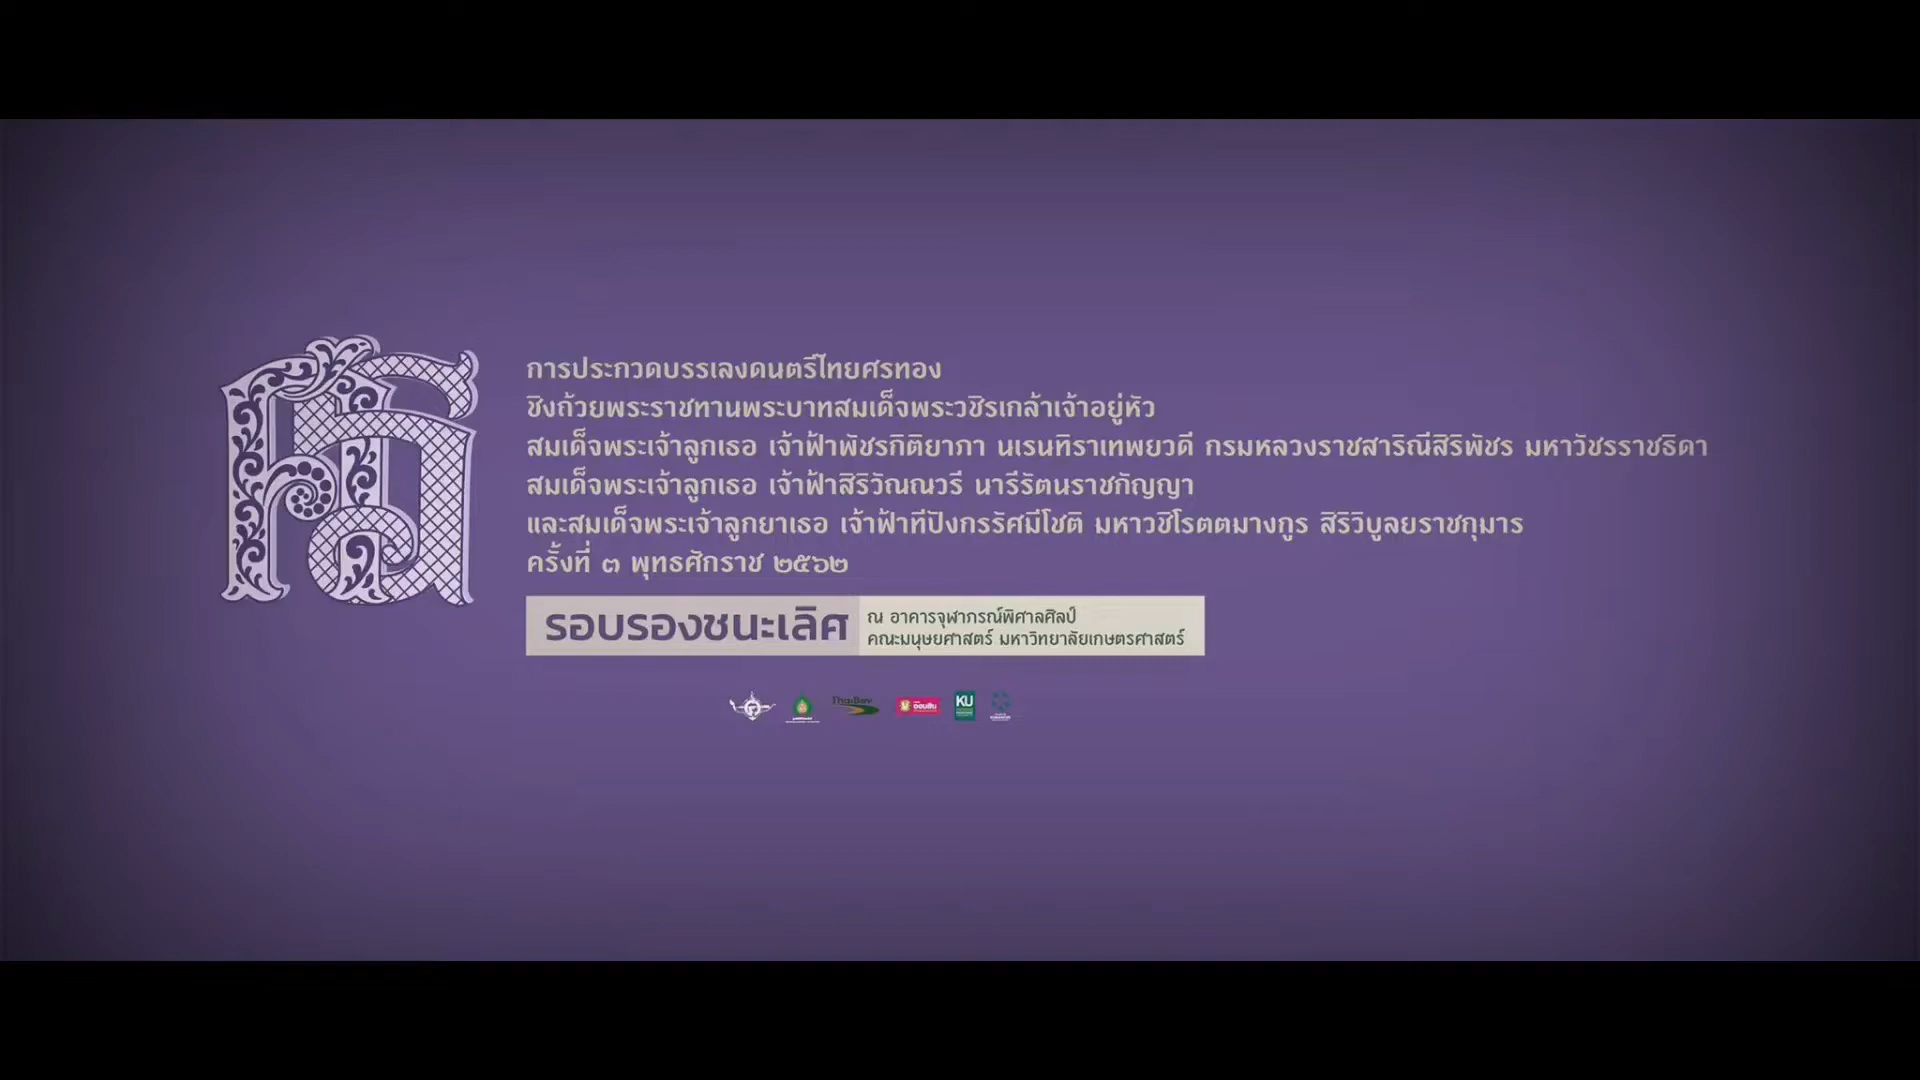 การประกวดบรรเลงดนตรีไทยศรทอง
ชิงถ้วยพระราชทานพระบาทสมเด็จพระวชิรเกล้าเจ้าอยู่หัว
สมเด็จพระเจ้าลูกเธอ เจ้าฟ้าพัชรกิติยาภา นเรนทิราเทพยวดี กรมหลวงราชสาริณีสิริพัชร มหาวัชรราชธิดา
สมเด็จพระเจ้าลูกเธอ เจ้าฟ้าสิริวัณณวรี นารีรัตนราชกัญญา
และสมเด็จพระเจ้าลูกยาเธอ เจ้าฟ้าทีปังกรรัศมีโชติ มหาวชิโรตตมางกูร สิริวิบูลยราชกุมาร
ครั้งที่ ๓ พุทธศักราช ๒๕๖๒
รอบรองชนะเลิศ
ณ อาคารจุฬาภรณ์พิศาลศิลป์
คณะมนุษยศาสตร์ มหาวิทยาลัยเกษตรศาสตร์
ThaiBev
ออมสิน
KU